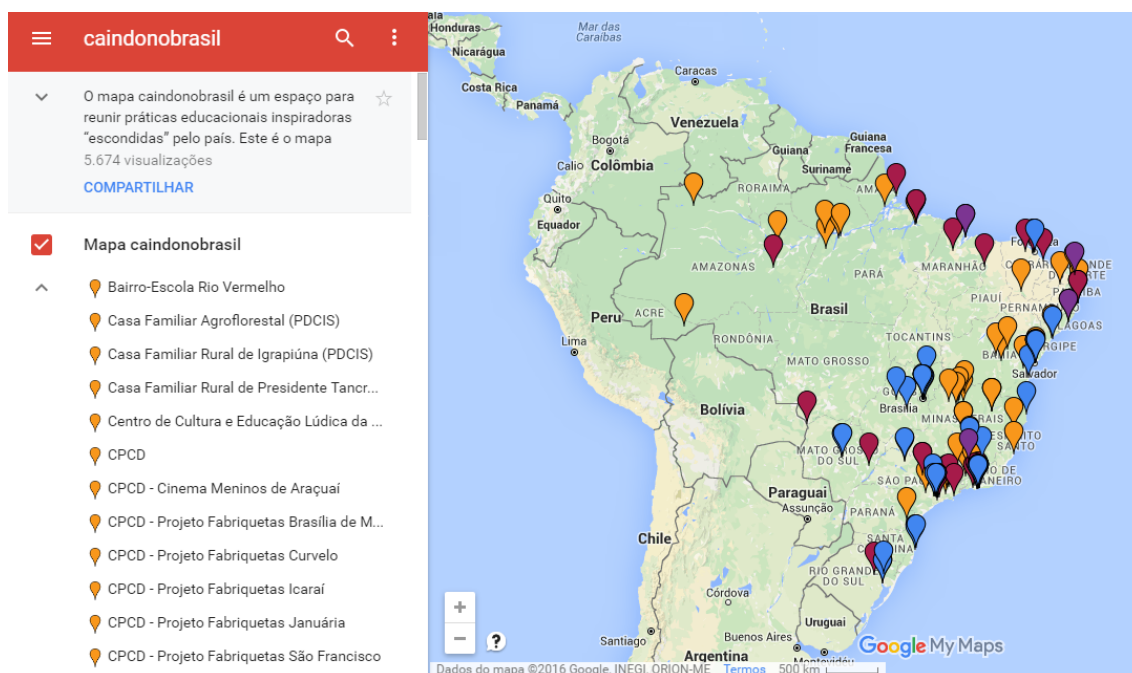 caindonobrasil
O mapa caindonobrasil é um espaço para
reunir práticas educacionais inspiradoras
“escondidas” pelo país. Este é o mapa
5.674 visualizações
COMPARTILHAR
Mapa caindonobrasil
Bairro-Escola Rio Vermelho
Casa Familiar Agroflorestal (PDCIS)
Casa Familiar Rural de Igrapiúna (PDCIS)
Casa Familiar Rural de Presidente Tancr...
Centro de Cultura e Educação Lúdica da ...
CPCD
CPCD - Cinema Meninos de Araçuaí
CPCD - Projeto Fabriquetas Brasília de M...
CPCD - Projeto Fabriquetas Curvelo
CPCD - Projeto Fabriquetas Icaraí
CPCD - Projeto Fabriquetas Januária
CPCD - Projeto Fabriquetas São Francisco
Honduras
Mar das
Caraíbas
Nicarágua
Caracas
Costa Rica
Panamá
Venezuela
Guiana
Francesa
Bogotá
Guiana
Suriname
Colômbia
RORAIMA
Quito
Equador
AMAZONAS
PARÁ
MARANHÃO
PIAUÍ
Brasil
Peru
ACRE
TOCANTINS
RONDÔNIA
Lima
MATO GROSSO
Salvador
Brasília
Bolívia
SANTO
MATO GROSSO
DO SUL
Paraguai
Assunção
PARANÁ
Chile
SANTA
RIO GRANDE
DO SUL
Córdova
Uruguai
Santiago
Buenos Aires
Argentina
Montevidéu
+
−
?
Google My Maps
Dados do mapa ©2016 Google, INEGI, ORION-ME Termos 500 km